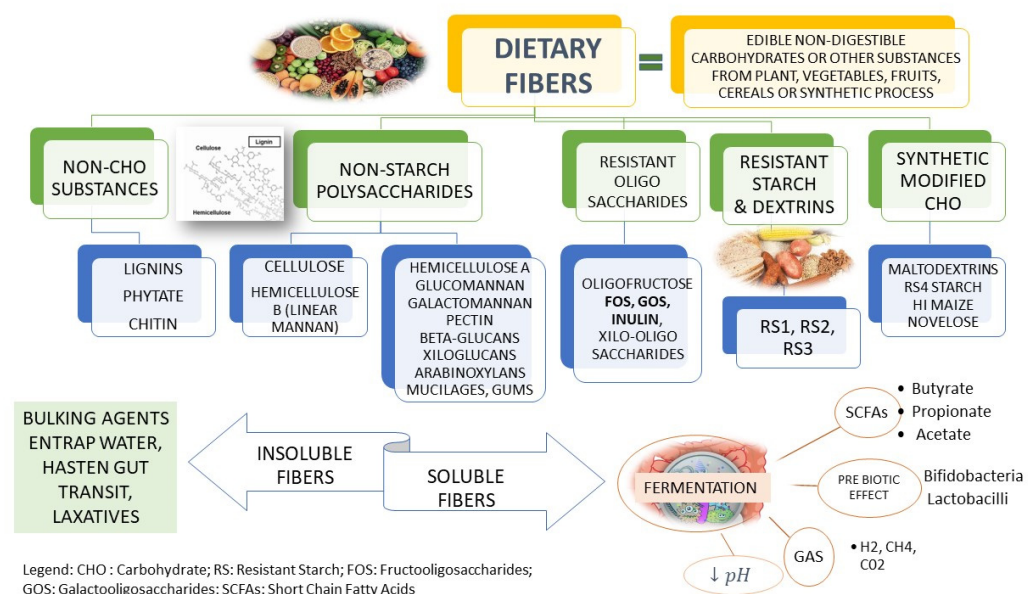 DIETARY
FIBERS
=
EDIBLE NON-DIGESTIBLE
CARBOHYDRATES OR OTHER SUBSTANCES
FROM PLANT, VEGETABLES, FRUITS,
CEREALS OR SYNTHETIC PROCESS
NON-CHO
SUBSTANCES
Lignin
Cellulose
Hemicellulose
NON-STARCH
POLYSACCHARIDES
RESISTANT
OLIGO
SACCHARIDES
RESISTANT
STARCH
& DEXTRINS
SYNTHETIC
MODIFIED
CHO
LIGNINS
PHYTATE
CHITIN
CELLULOSE
HEMICELLULOSE
B (LINEAR
MANNAN)
HEMICELLULOSE A
GLUCOMANNAN
GALACTOMANNAN
PECTIN
BETA-GLUCANS
XILOGLUCANS
ARABINOXYLANS
MUCILAGES, GUMS
OLIGOFRUCTOSE
FOS, GOS,
INULIN,
XILO-OLIGO
SACCHARIDES
RS1, RS2,
RS3
MALTODEXTRINS
RS4 STARCH
HI MAIZE
NOVELOSE
BULKING AGENTS
ENTRAP WATER,
HASTEN GUT
TRANSIT,
LAXATIVES
INSOLUBLE
FIBERS
SOLUBLE
FIBERS
FERMENTATION
SCFAs
• Butyrate
• Propionate
• Acetate
PRE BIOTIC
EFFECT
Bifidobacteria
Lactobacilli
GAS
• H2, CH4,
C02
↓ pH
Legend: CHO : Carbohydrate; RS: Resistant Starch; FOS: Fructooligosaccharides;
GOS: Galactooligosaccharides; SCFAs: Short Chain Fatty Acids